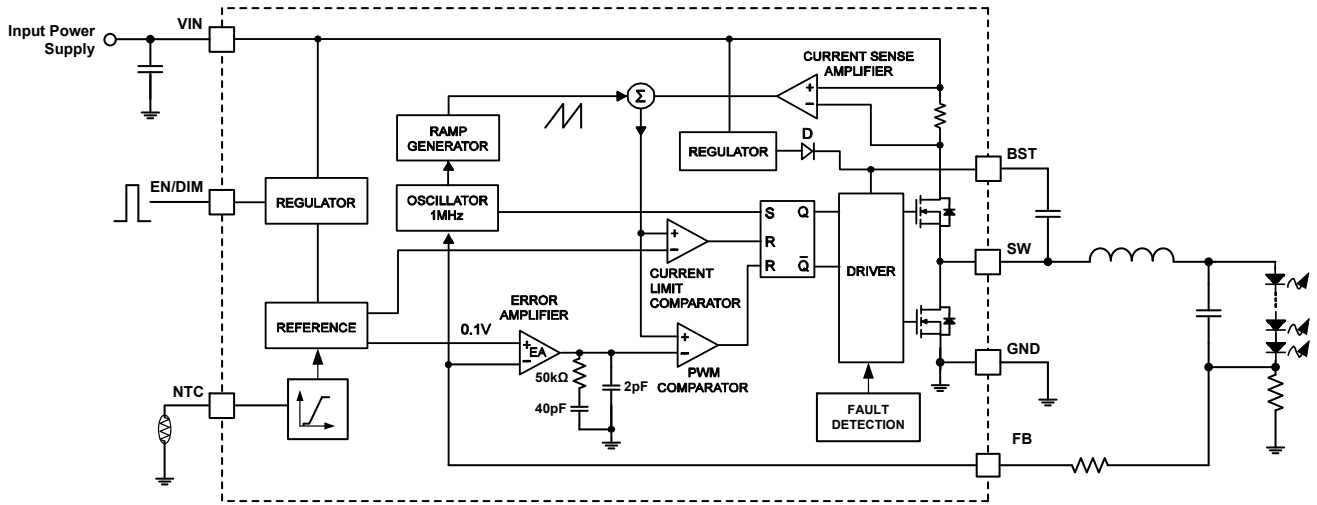 Input Power
Supply
VIN
CURRENT SENSE
AMPLIFIER
+
−
Σ
RAMP
GENERATOR
REGULATOR
D
BST
EN/DIM
REGULATOR
OSCILLATOR
1MHz
S
Q
R
R
Q̅
+
−
CURRENT
LIMIT
COMPARATOR
DRIVER
SW
REFERENCE
0.1V
ERROR
AMPLIFIER
+
−
EA
50kΩ
40pF
2pF
+
−
PWM
COMPARATOR
GND
NTC
FAULT
DETECTION
FB